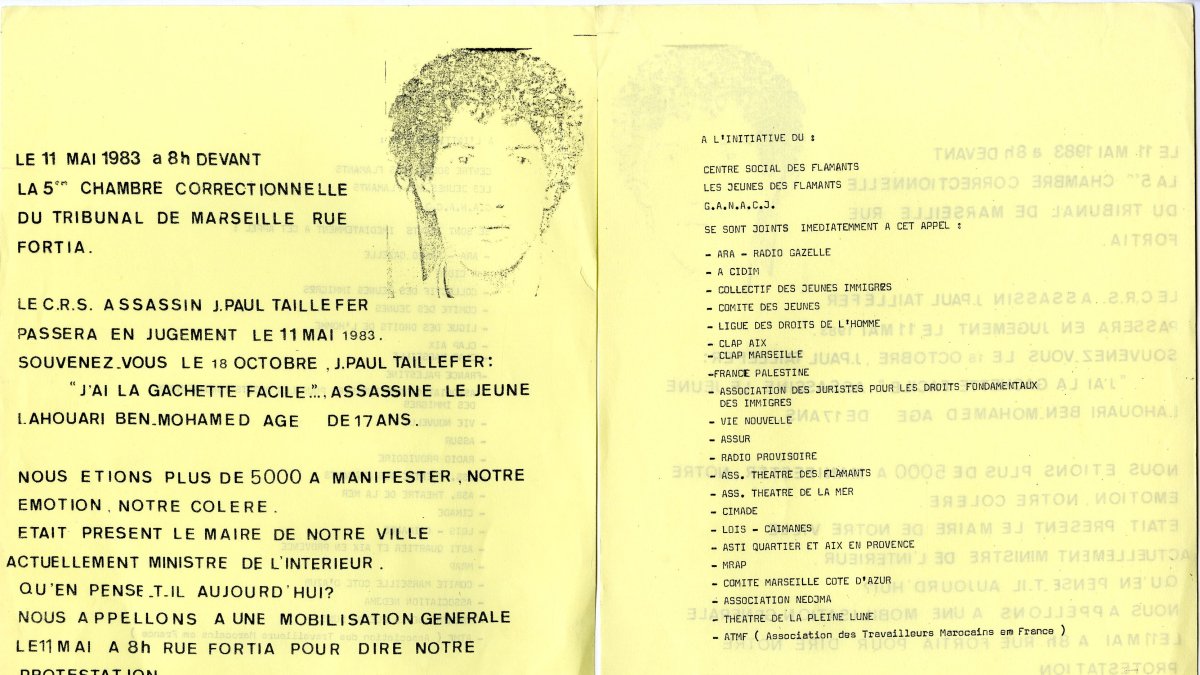 LE 11 MAI 1983 a 8h DEVANT
LA 5em CHAMBRE CORRECTIONNELLE
DU TRIBUNAL DE MARSEILLE RUE
FORTIA.
LE C.R.S. ASSASSIN J.PAUL TAILLEFER
PASSERA EN JUGEMENT LE 11 MAI 1983.
SOUVENEZ_VOUS LE 18 OCTOBRE , J.PAUL TAILLEFER:
"J'AI LA GACHETTE FACILE"... ASSASSINE LE JEUNE
LAHOUARI BEN_MOHAMED AGE DE 17 ANS.
NOUS ETIONS PLUS DE 5000 A MANIFESTER , NOTRE
EMOTION , NOTRE COLERE .
ETAIT PRESENT LE MAIRE DE NOTRE VILLE
ACTUELLEMENT MINISTRE DE L'INTERIEUR .
QU'EN PENSE_T_IL AUJOURD'HUI?
NOUS APPELLONS A UNE MOBILISATION GENERALE
LE 11 MAI A 8h RUE FORTIA POUR DIRE NOTRE
PROTESTATION
A L'INITIATIVE DU :
CENTRE SOCIAL DES FLAMANTS
LES JEUNES DES FLAMANTS
G.A.N.A.C.J.
SE SONT JOINTS IMEDIATEMMENT A CET APPEL :
- ARA - RADIO GAZELLE
- A CIDIM
- COLLECTIF DES JEUNES IMMIGRES
- COMITE DES JEUNES
- LIGUE DES DROITS DE L'HOMME
- CLAP AIX
- CLAP MARSEILLE
-FRANCE PALESTINE
- ASSOCIATION DES JURISTES POUR LES DROITS FONDAMENTAUX
DES IMMIGRES
- VIE NOUVELLE
- ASSUR
- RADIO PROVISOIRE
- ASS. THEATRE DES FLAMANTS
- ASS. THEATRE DE LA MER
- CIMADE
- LOIS - CAIMANES
- ASTI QUARTIER ET AIX EN PROVENCE
- MRAP
- COMITE MARSEILLE COTE D'AZUR
- ASSOCIATION NEDJMA
- THEATRE DE LA PLEINE LUNE
- ATMF ( Association des Travailleurs Marocains em France )